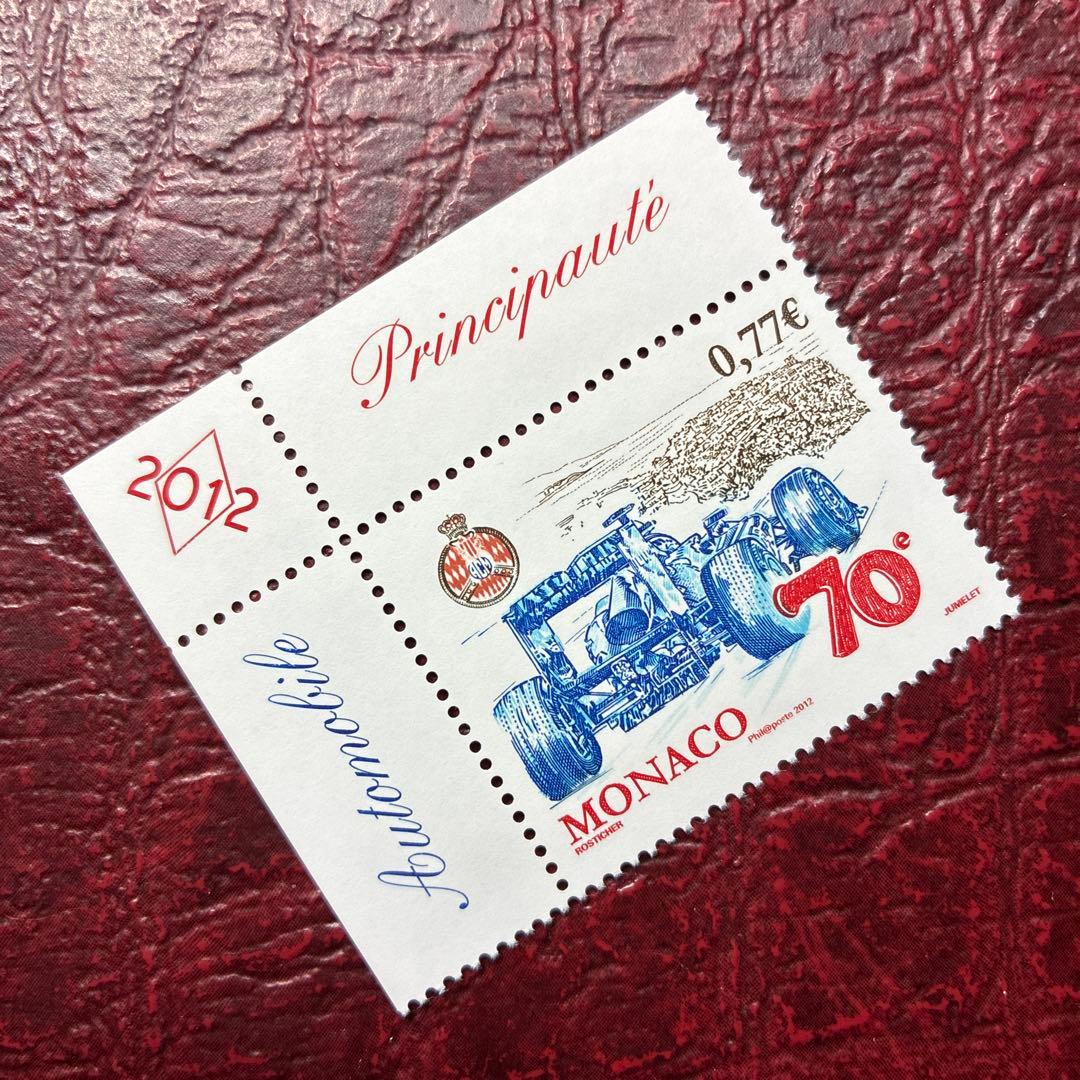 Principauté
2012
Automobile
0,77€
70e
JUMELET
MONACO
Phil@poste 2012
ROSTICHER